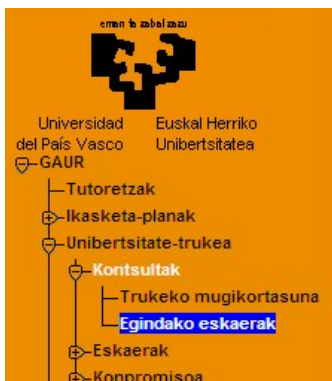 eman ta zabal zazu
Universidad Euskal Herriko
del País Vasco Unibertsitatea
GAUR
Tutoretzak
Ikasketa-planak
Unibertsitate-trukea
Kontsultak
Trukeko mugikortasuna
Egindako eskaerak
Eskaerak
Konpromisoa